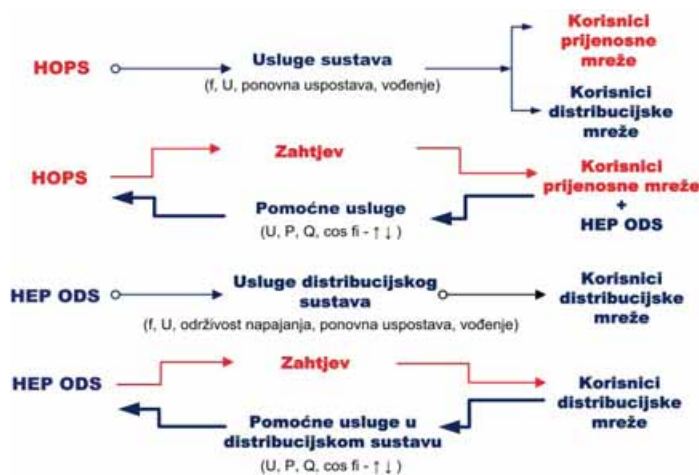 HOPS
Usluge sustava
(f, U, ponovna uspostava, vođenje)
Korisnici
prijenosne
mreže
Korisnici
distribucijske
mreže
HOPS
Zahtjev
Pomoćne usluge
(U, P, Q, cos fi - ↑ ↓ )
Korisnici
prijenosne mreže
+
HEP ODS
HEP ODS
Usluge distribucijskog
sustava
(f, U, održivost napajanja, ponovna uspostava, vođenje)
Korisnici
distribucijske
mreže
HEP ODS
Zahtjev
Pomoćne usluge u
distribucijskom sustavu
(U, P, Q, cos fi - ↑ ↓ )
Korisnici
distribucijske
mreže